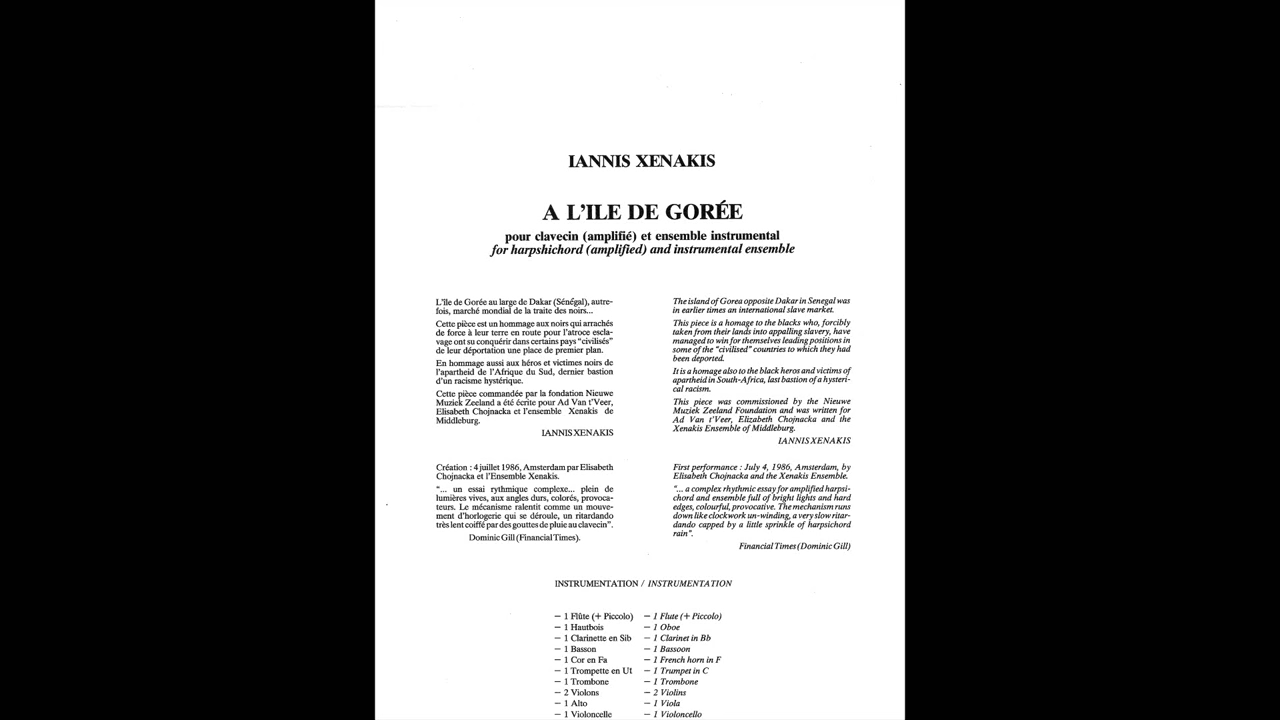 IANNIS XENAKIS
A L'ILE DE GORÉE
pour clavecin (amplifié) et ensemble instrumental
for harpshichord (amplified) and instrumental ensemble
L'île de Gorée au large de Dakar (Sénégal), autre-
fois, marché mondial de la traite des noirs...
Cette pièce est un hommage aux noirs qui arrachés
de force à leur terre en route pour l'atroce escla-
vage ont su conquérir dans certains pays "civilisés"
de leur déportation une place de premier plan.
En hommage aussi aux héros et victimes noirs de
l'apartheid de l'Afrique du Sud, dernier bastion
d'un racisme hystérique.
Cette pièce commandée par la fondation Nieuwe
Muziek Zeeland a été écrite pour Ad Van t'Veer,
Elisabeth Chojnacka et l'ensemble Xenakis de
Middleburg.
IANNIS XENAKIS
Création : 4 juillet 1986, Amsterdam par Elisabeth
Chojnacka et l'Ensemble Xenakis.
"... un essai rythmique complexe... plein de
lumières vives, aux angles durs, colorés, provoca-
teurs. Le mécanisme ralentit comme un mouve-
ment d'horlogerie qui se déroule, un ritardando
très lent coiffé par des gouttes de pluie au clavecin".
Dominic Gill (Financial Times).
The island of Gorea opposite Dakar in Senegal was
in earlier times an international slave market.
This piece is a homage to the blacks who, forcibly
taken from their lands into appalling slavery, have
managed to win for themselves leading positions in
some of the "civilised" countries to which they had
been deported.
It is a homage also to the black heros and victims of
apartheid in South-Africa, last bastion of a hysteri-
cal racism.
This piece was commissioned by the Nieuwe
Muziek Zeeland Foundation and was written for
Ad Van t'Veer, Elizabeth Chojnacka and the
Xenakis Ensemble of Middleburg.
IANNIS XENAKIS
First performance : July 4, 1986, Amsterdam, by
Elisabeth Chojnacka and the Xenakis Ensemble.
"... a complex rhythmic essay for amplified harpsi-
chord and ensemble full of bright lights and hard
edges, colourful, provocative. The mechanism runs
down like clockwork un-winding, a very slow ritar-
dando capped by a little sprinkle of harpsichord
rain".
Financial Times (Dominic Gill)
INSTRUMENTATION / INSTRUMENTATION
— 1 Flûte (+ Piccolo) — 1 Flute (+ Piccolo)
— 1 Hautbois — 1 Oboe
— 1 Clarinette en Sib — 1 Clarinet in Bb
— 1 Basson — 1 Bassoon
— 1 Cor en Fa — 1 French horn in F
— 1 Trompette en Ut — 1 Trumpet in C
— 1 Trombone — 1 Trombone
— 2 Violons — 2 Violins
— 1 Alto — 1 Viola
— 1 Violoncelle — 1 Violoncello